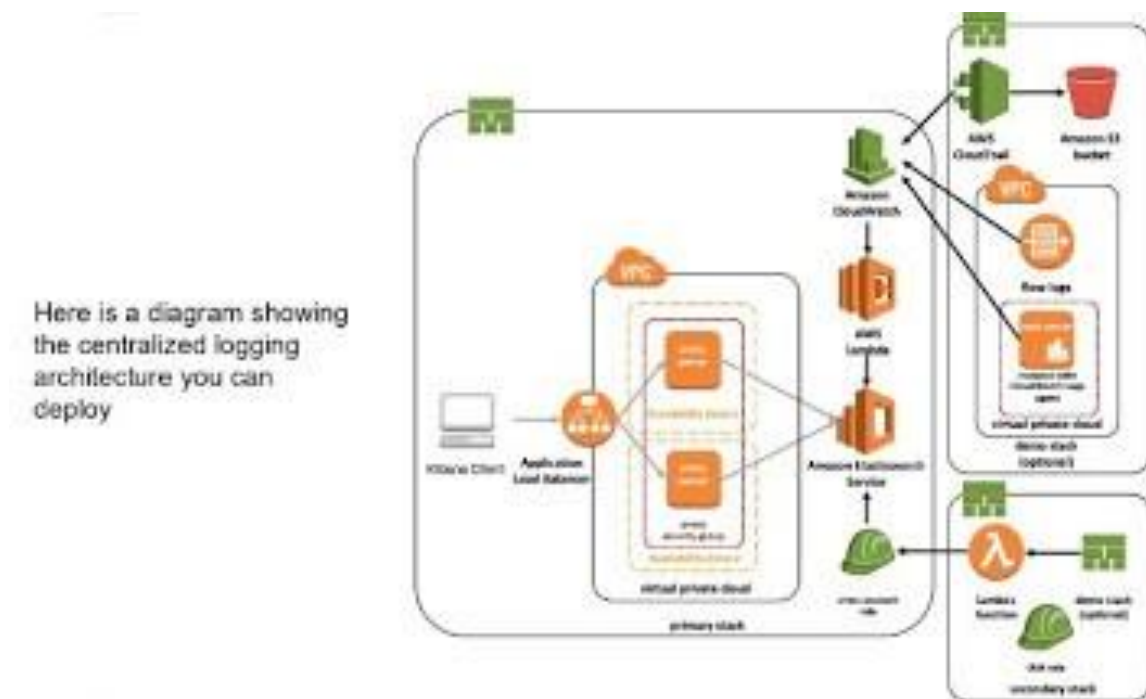 Here is a diagram showing
the centralized logging
architecture you can
deploy
Kibana Client
Application
Load Balancer
VPC
virtual private cloud
primary stack
Amazon
CloudWatch
AWS
Lambda
Amazon Elasticsearch
Service
AWS
CloudTrail
Amazon S3
bucket
VPC
flow logs
virtual private cloud
demo stack
(optional)
lambda
function
demo stack
(optional)
IAM role
secondary stack